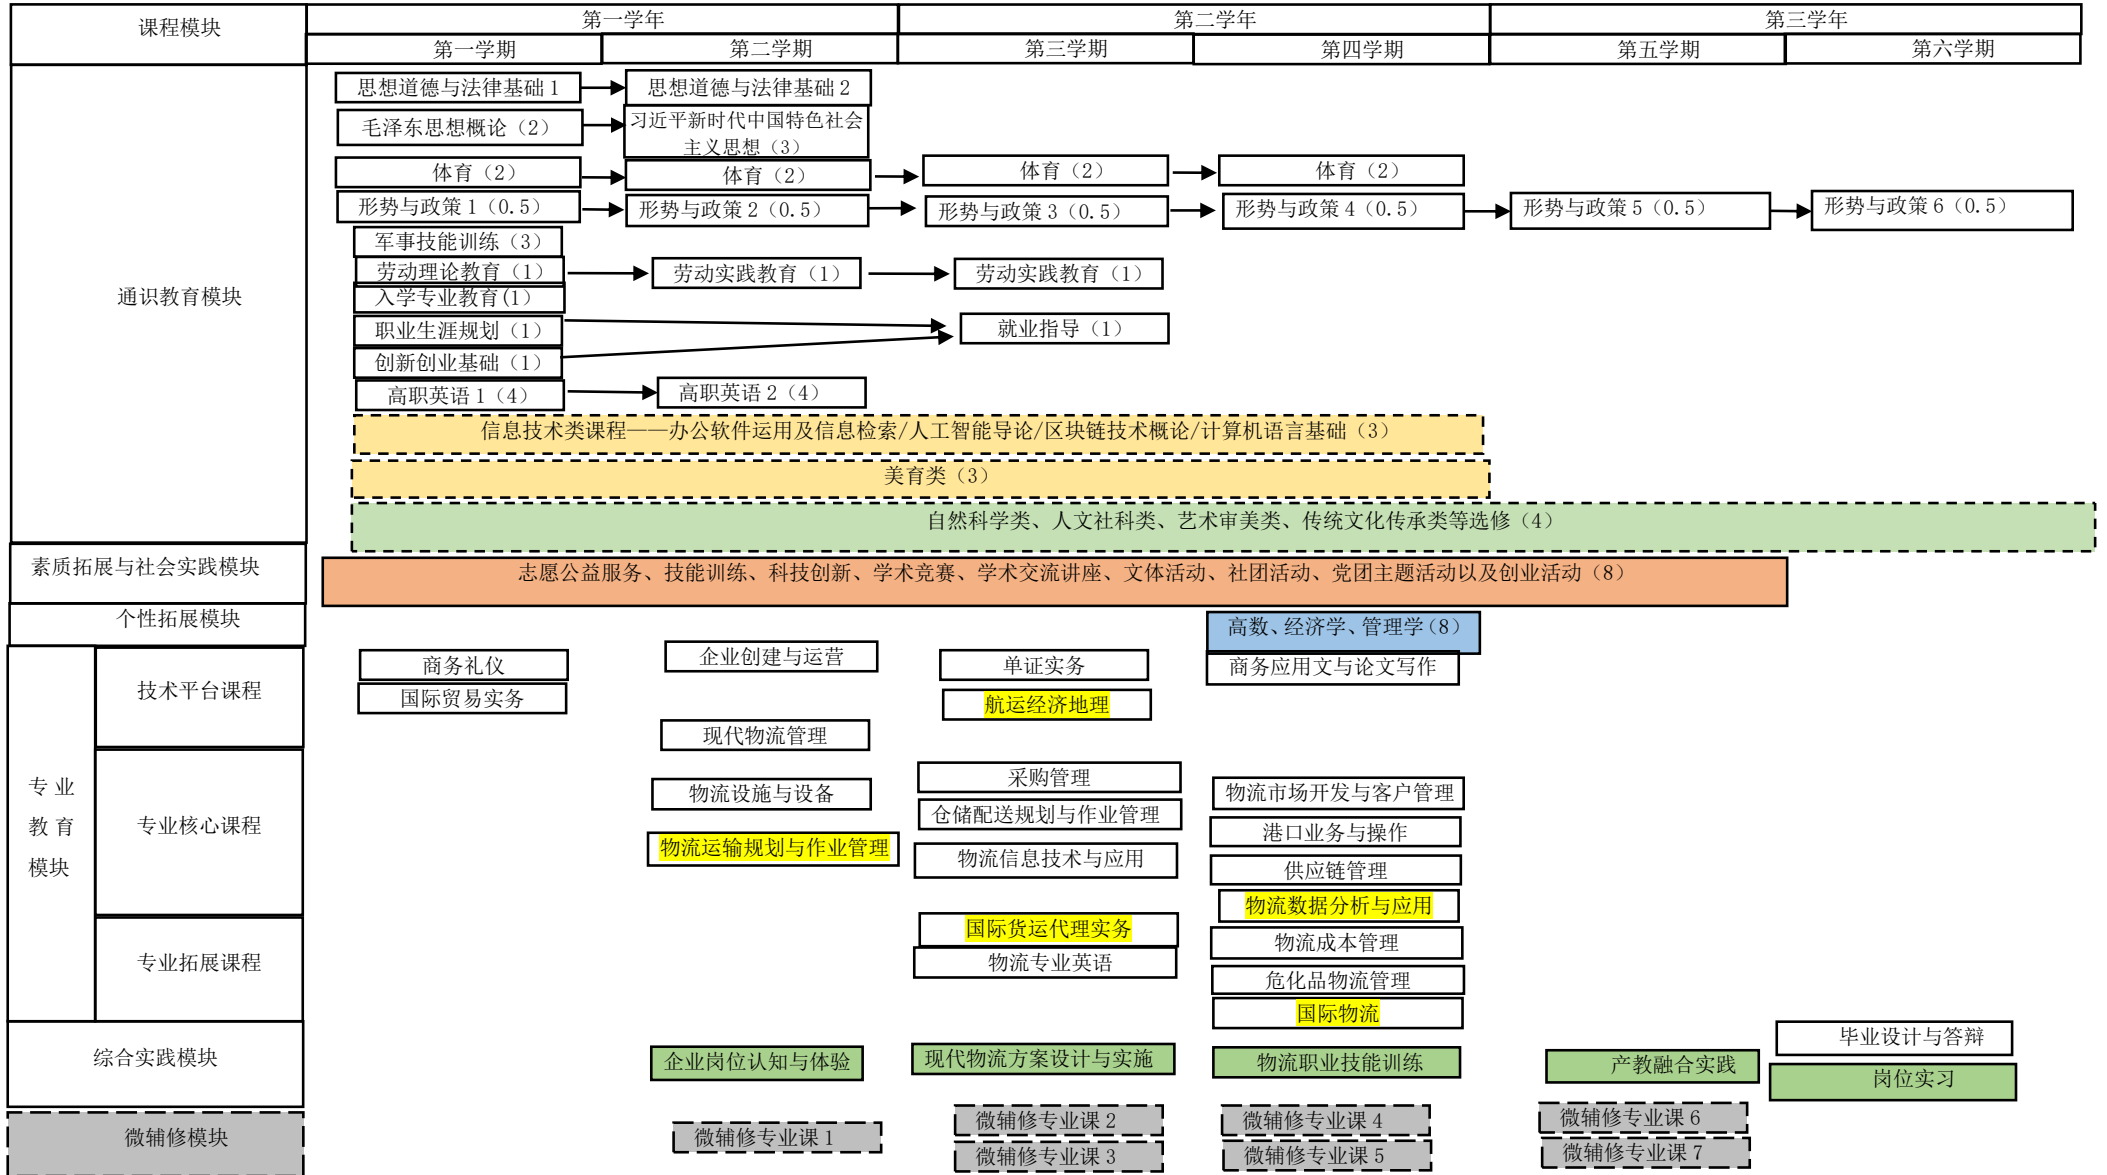 课程模块
第一学年
第二学年
第三学年
第一学期
第二学期
第三学期
第四学期
第五学期
第六学期
通识教育模块
思想道德与法律基础 1
思想道德与法律基础 2
毛泽东思想概论（2）
习近平新时代中国特色社会
主义思想（3）
体育（2）
体育（2）
体育（2）
体育（2）
形势与政策 1（0.5）
形势与政策 2（0.5）
形势与政策 3（0.5）
形势与政策 4（0.5）
形势与政策 5（0.5）
形势与政策 6（0.5）
军事技能训练（3）
劳动理论教育（1）
劳动实践教育（1）
劳动实践教育（1）
入学专业教育(1)
职业生涯规划（1）
就业指导（1）
创新创业基础（1）
高职英语 1（4）
高职英语 2（4）
信息技术类课程——办公软件运用及信息检索/人工智能导论/区块链技术概论/计算机语言基础（3）
美育类（3）
自然科学类、人文社科类、艺术审美类、传统文化传承类等选修（4）
素质拓展与社会实践模块
志愿公益服务、技能训练、科技创新、学术竞赛、学术交流讲座、文体活动、社团活动、党团主题活动以及创业活动（8）
个性拓展模块
高数、经济学、管理学（8）
专 业
教 育
模块
技术平台课程
商务礼仪
企业创建与运营
单证实务
商务应用文与论文写作
国际贸易实务
航运经济地理
现代物流管理
专业核心课程
采购管理
物流设施与设备
物流市场开发与客户管理
仓储配送规划与作业管理
港口业务与操作
物流运输规划与作业管理
物流信息技术与应用
供应链管理
物流数据分析与应用
专业拓展课程
国际货运代理实务
物流成本管理
物流专业英语
危化品物流管理
国际物流
综合实践模块
企业岗位认知与体验
现代物流方案设计与实施
物流职业技能训练
产教融合实践
毕业设计与答辩
岗位实习
微辅修模块
微辅修专业课 1
微辅修专业课 2
微辅修专业课 3
微辅修专业课 4
微辅修专业课 5
微辅修专业课 6
微辅修专业课 7